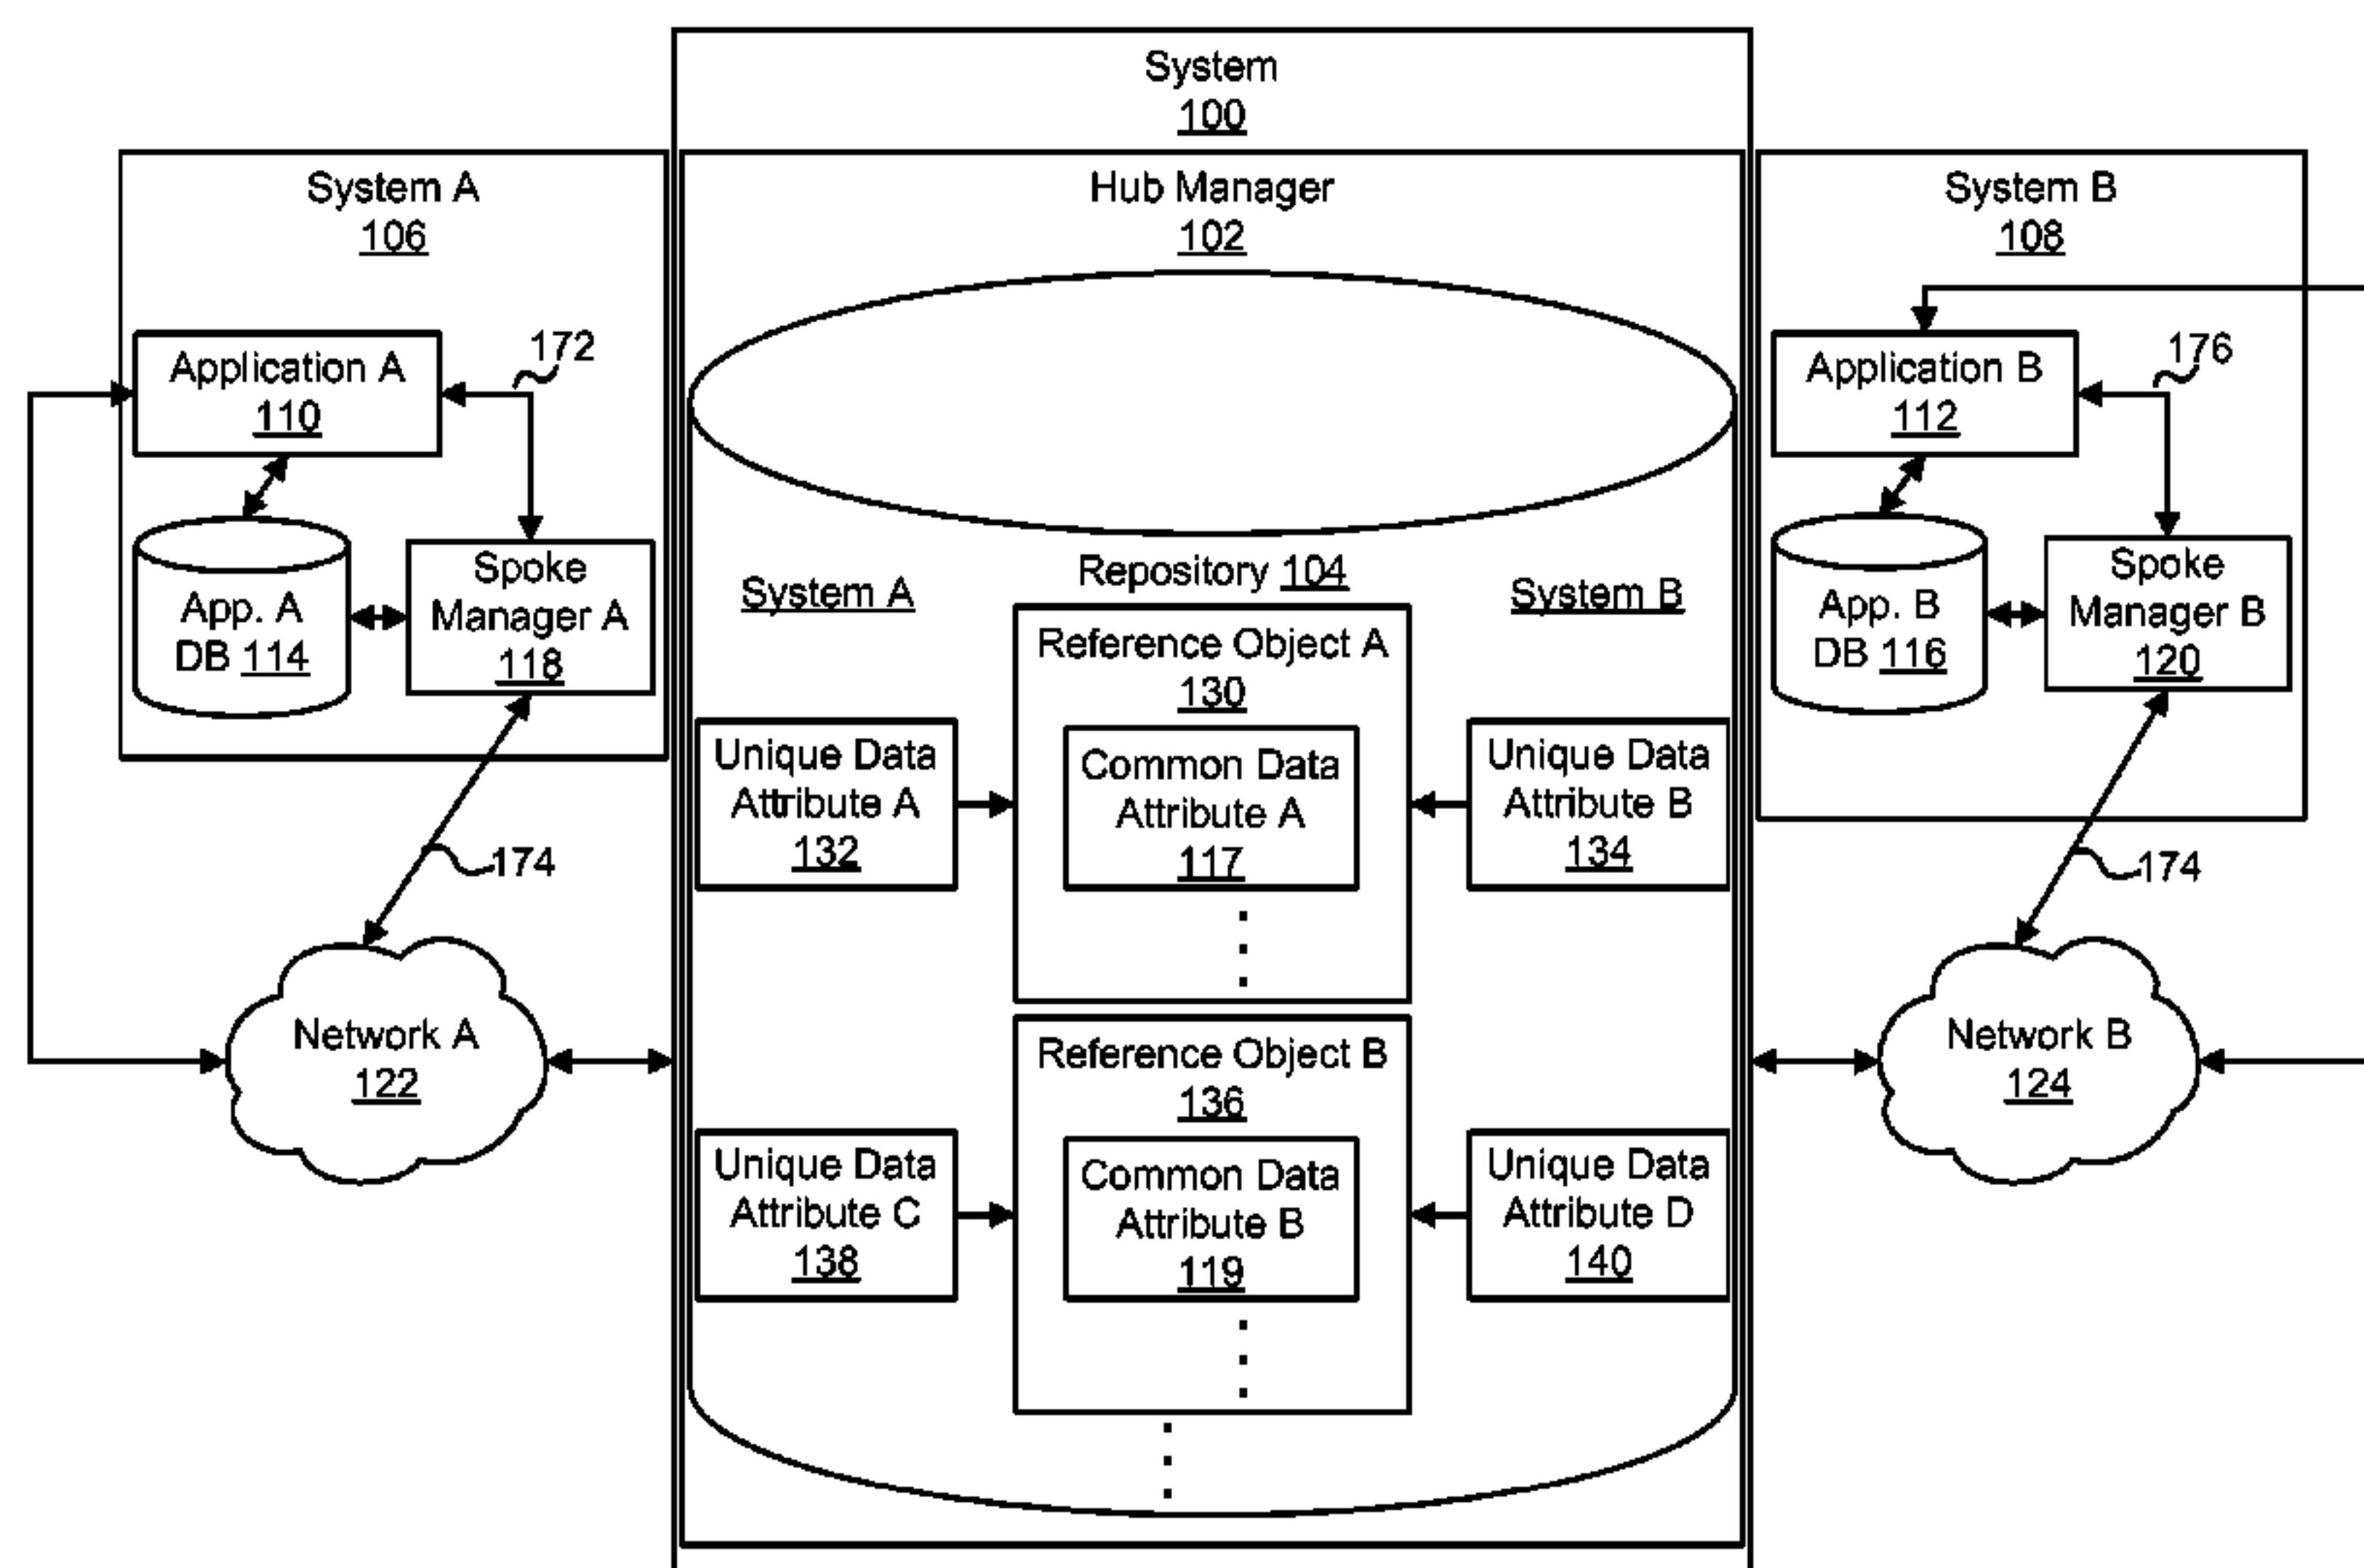 System
100
System A
106
Application A
110
172
App. A
DB 114
Spoke
Manager A
118
174
Network A
122
Hub Manager
102
Repository 104
System A
System B
Reference Object A
130
Common Data
Attribute A
117
Unique Data
Attribute A
132
Unique Data
Attribute B
134
Reference Object B
136
Common Data
Attribute B
119
Unique Data
Attribute C
138
Unique Data
Attribute D
140
System B
108
Application B
112
176
App. B
DB 116
Spoke
Manager B
120
174
Network B
124